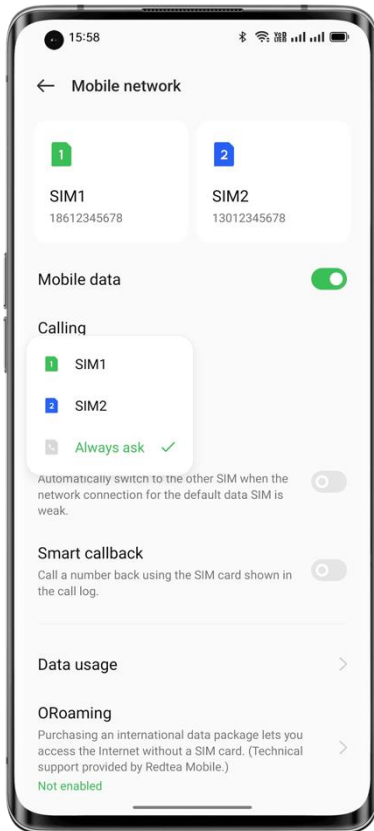 15:58
Mobile network
1
2
SIM1
SIM2
18612345678
13012345678
Mobile data
Calling
1 SIM1
2 SIM2
Always ask
Automatically switch to the other SIM when the
network connection for the default data SIM is
weak.
Smart callback
Call a number back using the SIM card shown in
the call log.
Data usage
ORoaming
Purchasing an international data package lets you
access the Internet without a SIM card. (Technical
support provided by Redtea Mobile.)
Not enabled